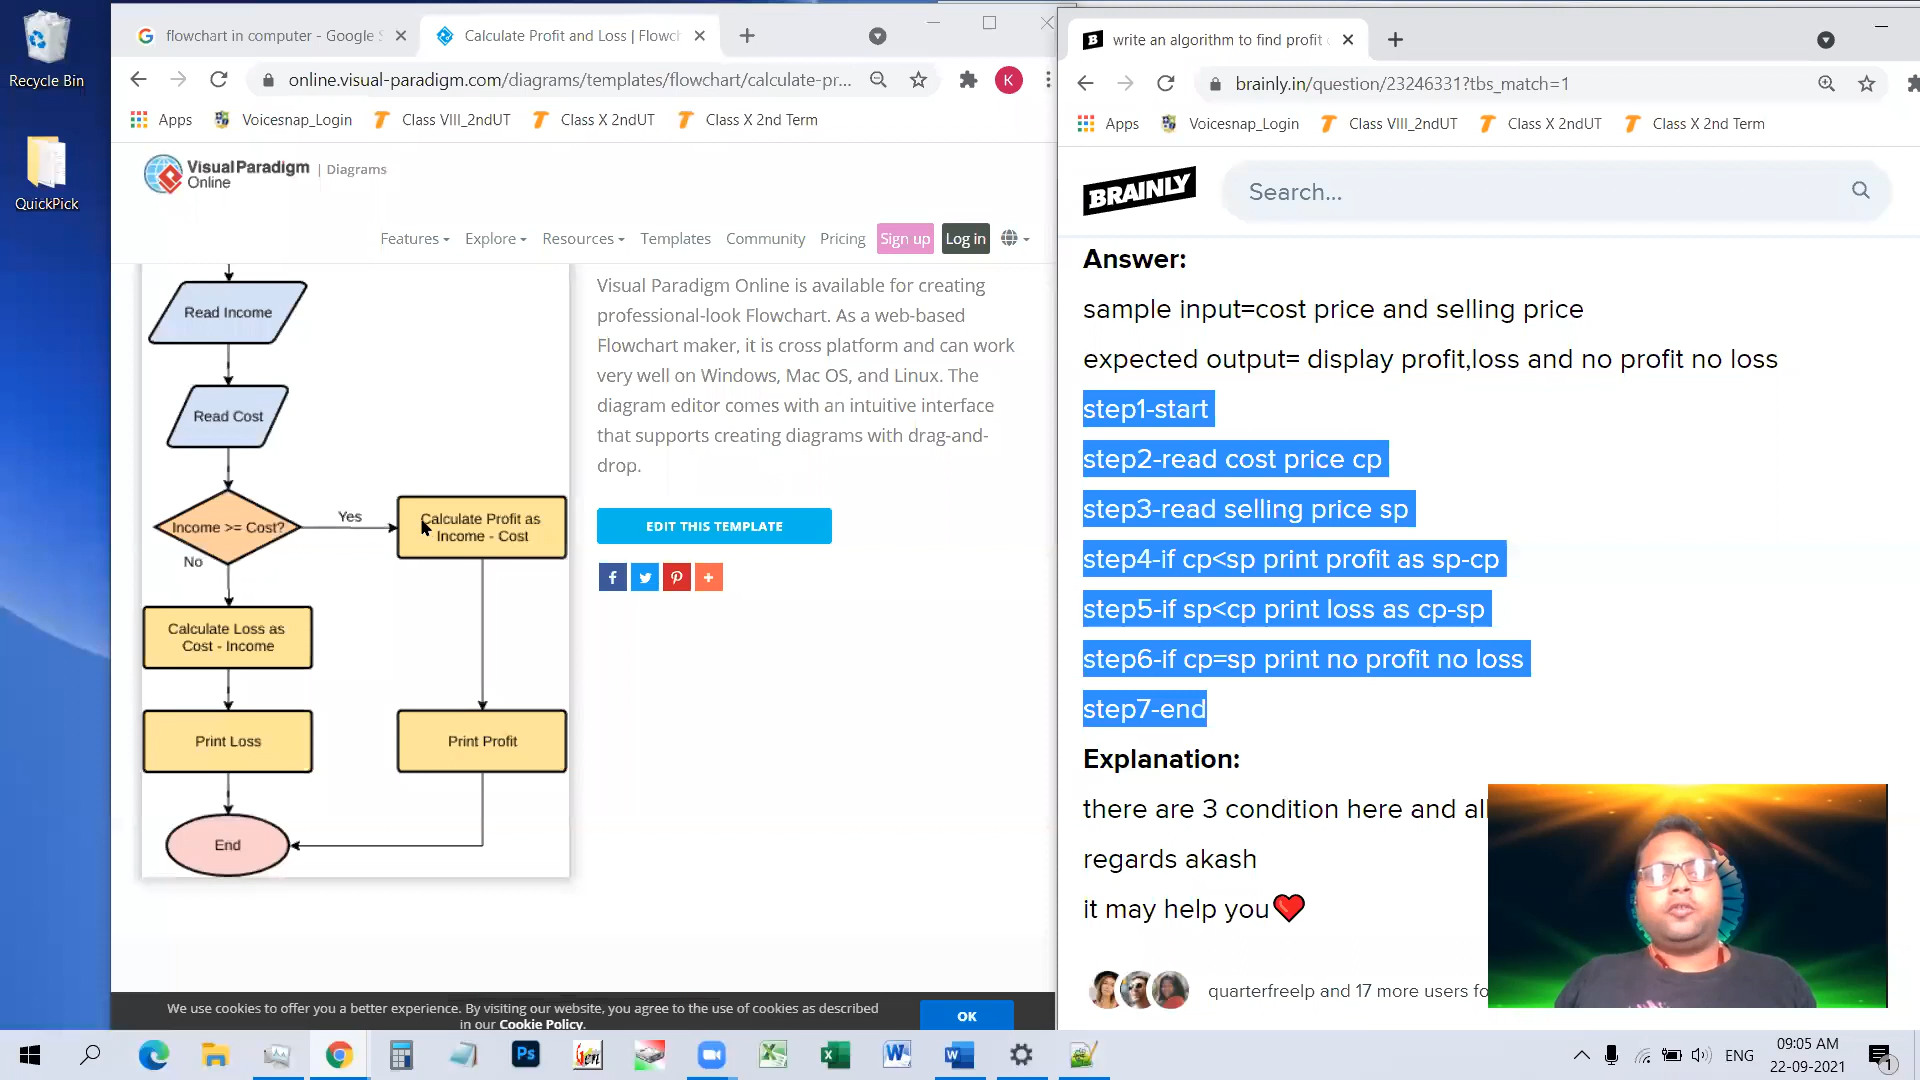 Recycle Bin
QuickPick
flowchart in computer - Google S
Calculate Profit and Loss | Flowch
online.visual-paradigm.com/diagrams/templates/flowchart/calculate-pr...
K
Apps
Voicesnap_Login
Class VIII_2ndUT
Class X 2ndUT
Class X 2nd Term
Visual Paradigm
Online
| Diagrams
Features
Explore
Resources
Templates
Community
Pricing
Sign up
Log in
Read Income
Read Cost
Income >= Cost?
Yes
No
Calculate Profit as
Income - Cost
Calculate Loss as
Cost - Income
Print Loss
Print Profit
End
Visual Paradigm Online is available for creating
professional-look Flowchart. As a web-based
Flowchart maker, it is cross platform and can work
very well on Windows, Mac OS, and Linux. The
diagram editor comes with an intuitive interface
that supports creating diagrams with drag-and-
drop.
EDIT THIS TEMPLATE
We use cookies to offer you a better experience. By visiting our website, you agree to the use of cookies as described
in our Cookie Policy.
OK
write an algorithm to find profit
brainly.in/question/23246331?tbs_match=1
Apps
Voicesnap_Login
Class VIII_2ndUT
Class X 2ndUT
Class X 2nd Term
BRAINLY
Search...
Answer:
sample input=cost price and selling price
expected output= display profit,loss and no profit no loss
step1-start
step2-read cost price cp
step3-read selling price sp
step4-if cp<sp print profit as sp-cp
step5-if sp<cp print loss as cp-sp
step6-if cp=sp print no profit no loss
step7-end
Explanation:
there are 3 condition here and all
regards akash
it may help you❤
quarterfreelp and 17 more users fo
Ps
ENG
09:05 AM
22-09-2021
1